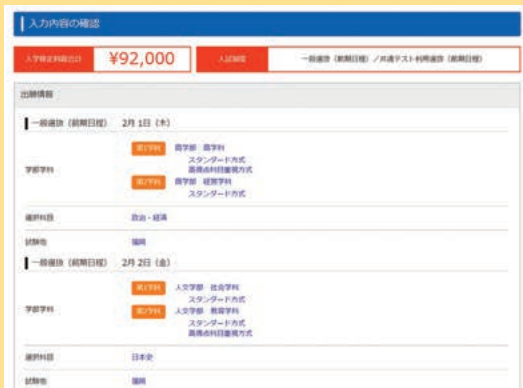 入力内容の確認
入学検定料総合計 ¥92,000 入試制度 一般選抜（前期日程）／共通テスト利用選抜（前期日程）
出願情報
一般選抜（前期日程） 2月 1日（木）
第1学科 商学部 商学科
スタンダード方式
高得点科目重視方式
学部学科
第2学科 商学部 経営学科
スタンダード方式
選択科目 政治・経済
試験地 福岡
一般選抜（前期日程） 2月 2日（金）
第1学科 人文学部 社会学科
スタンダード方式
学部学科
第2学科 人文学部 教育学科
スタンダード方式
高得点科目重視方式
選択科目 日本史
試験地 福岡